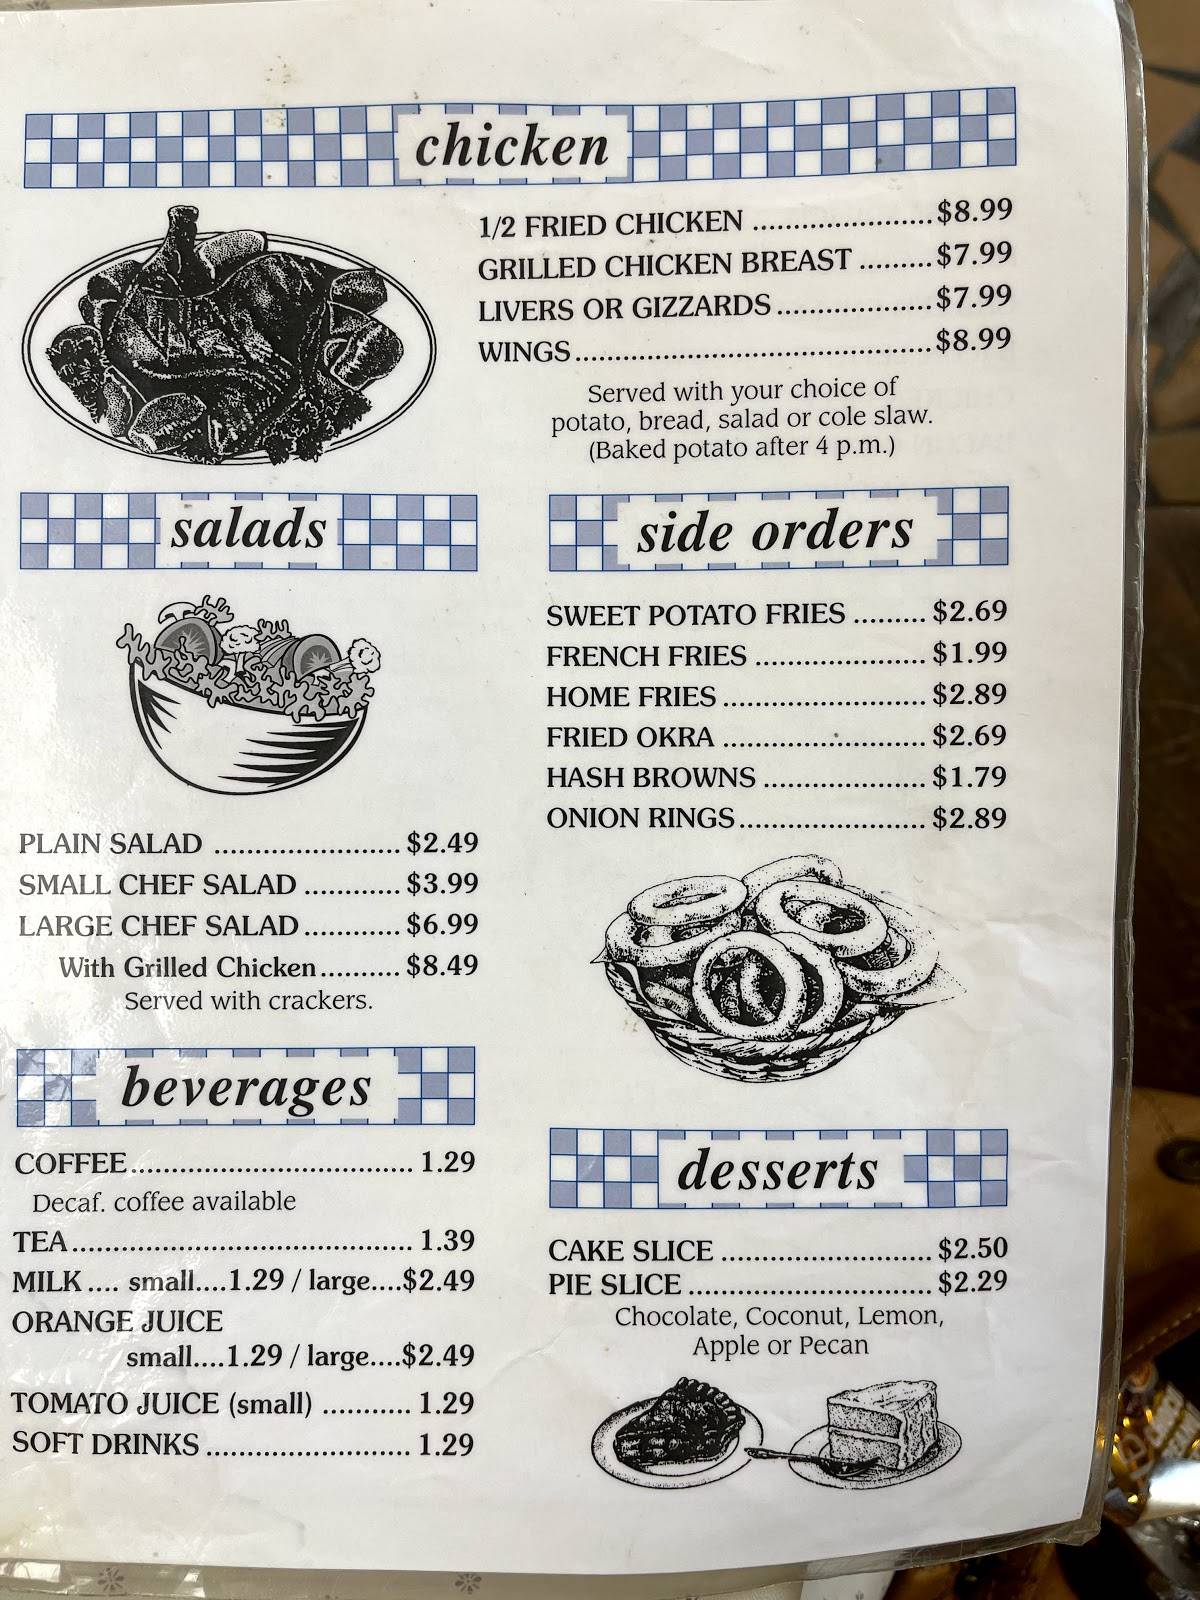 chicken
1/2 FRIED CHICKEN .................... $8.99
GRILLED CHICKEN BREAST ......... $7.99
LIVERS OR GIZZARDS ................. $7.99
WINGS ........................................ $8.99
Served with your choice of
potato, bread, salad or cole slaw.
(Baked potato after 4 p.m.)
salads
PLAIN SALAD ....................... $2.49
SMALL CHEF SALAD ............ $3.99
LARGE CHEF SALAD ............ $6.99
With Grilled Chicken .......... $8.49
Served with crackers.
side orders
SWEET POTATO FRIES ......... $2.69
FRENCH FRIES ..................... $1.99
HOME FRIES ......................... $2.89
FRIED OKRA ......................... $2.69
HASH BROWNS .................... $1.79
ONION RINGS ....................... $2.89
beverages
COFFEE ................................... 1.29
Decaf. coffee available
TEA .......................................... 1.39
MILK .... small....1.29 / large....$2.49
ORANGE JUICE
small....1.29 / large....$2.49
TOMATO JUICE (small) ........... 1.29
SOFT DRINKS ......................... 1.29
desserts
CAKE SLICE .......................... $2.50
PIE SLICE .............................. $2.29
Chocolate, Coconut, Lemon,
Apple or Pecan